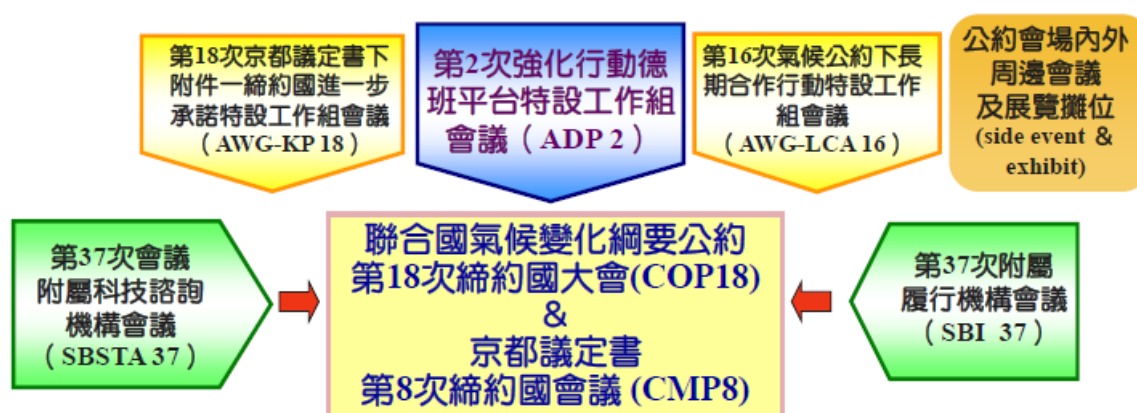 第18次京都議定書下
附件一締約國進一步
承諾特設工作組會議
（AWG-KP 18）
第2次強化行動德
班平台特設工作組
會議（ADP 2）
第16次氣候公約下長
期合作行動特設工作
組會議
（AWG-LCA 16）
公約會場內外
周邊會議
及展覽攤位
(side event &
exhibit)
第37次會議
附屬科技諮詢
機構會議
（SBSTA 37）
聯合國氣候變化綱要公約
第18次締約國大會(COP18)
&
京都議定書
第8次締約國會議 (CMP8)
第37次附屬
履行機構會議
（SBI 37）